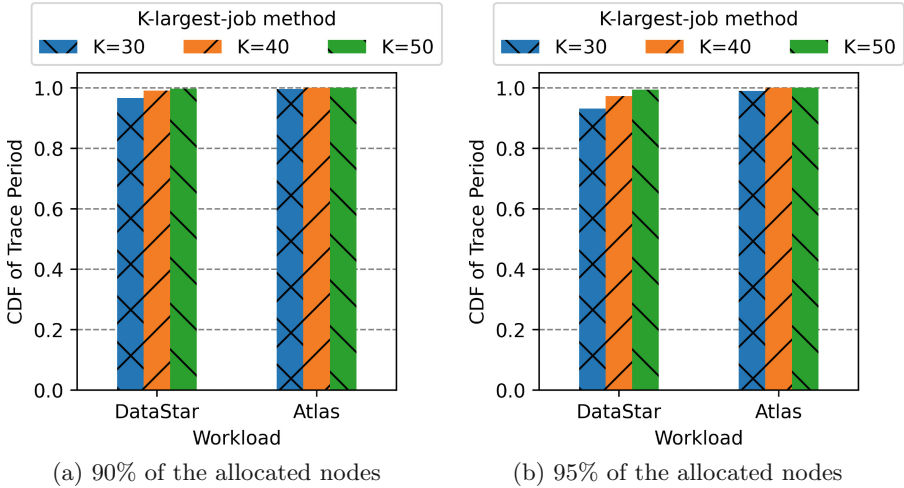 K-largest-job method
K=30 K=40 K=50
1.0
0.8
0.6
0.4
0.2
0.0
CDF of Trace Period
DataStar Atlas
Workload
(a) 90% of the allocated nodes
K-largest-job method
K=30 K=40 K=50
1.0
0.8
0.6
0.4
0.2
0.0
CDF of Trace Period
DataStar Atlas
Workload
(b) 95% of the allocated nodes